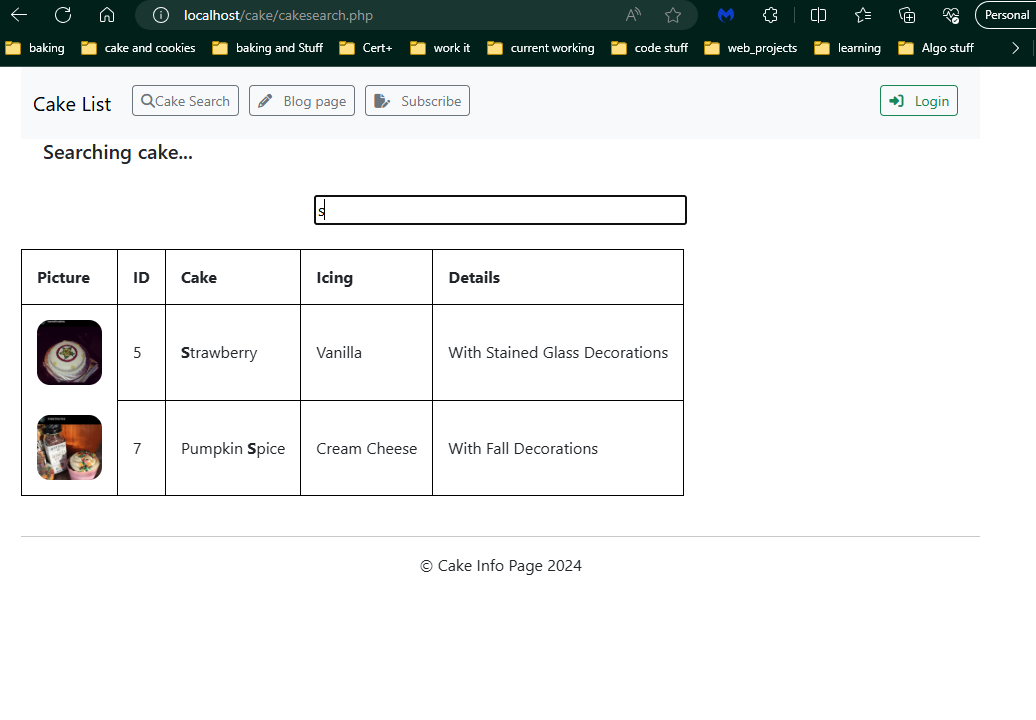 localhost/cake/cakesearch.php Personal
baking cake and cookies baking and Stuff Cert+ work it current working code stuff web_projects learning Algo stuff
Cake List Cake Search Blog page Subscribe Login
Searching cake...
s
Picture ID Cake Icing Details
5 Strawberry Vanilla With Stained Glass Decorations
7 Pumpkin Spice Cream Cheese With Fall Decorations
© Cake Info Page 2024